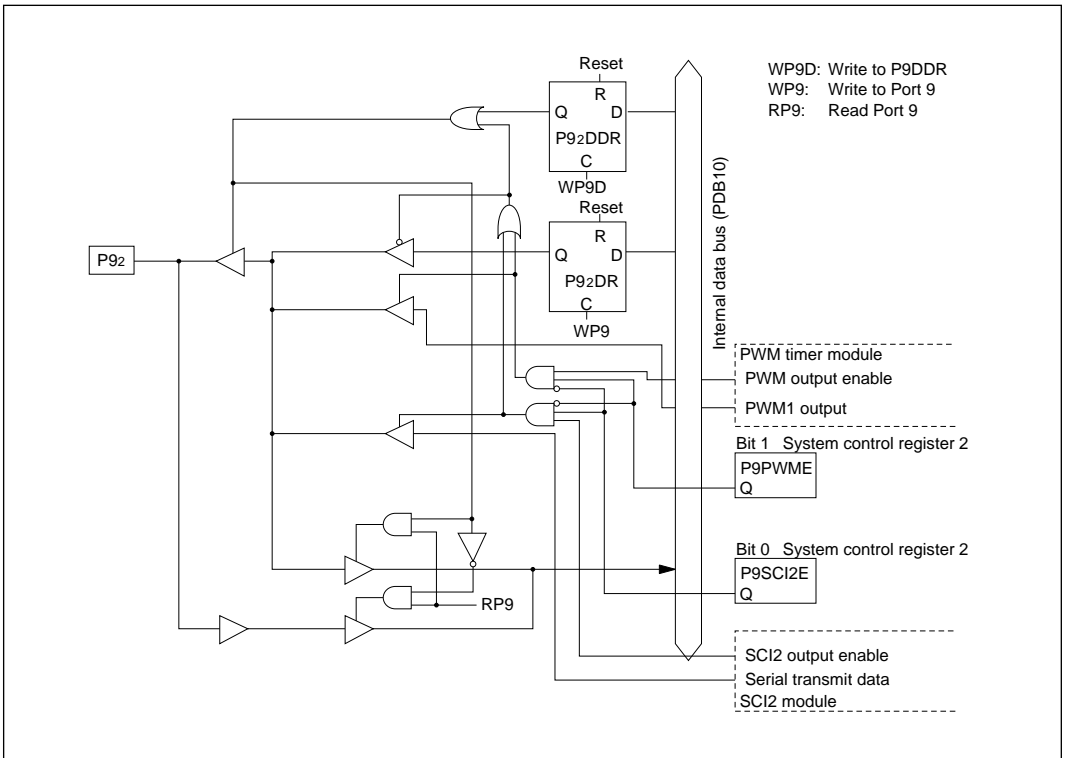 Reset
R
Q D
P92DDR
C
WP9D
Reset
R
Q D
P92DR
C
WP9
P92
WP9D: Write to P9DDR
WP9: Write to Port 9
RP9: Read Port 9
Internal data bus (PDB10)
PWM timer module
PWM output enable
PWM1 output
Bit 1 System control register 2
P9PWME
Q
Bit 0 System control register 2
P9SCI2E
Q
RP9
SCI2 output enable
Serial transmit data
SCI2 module